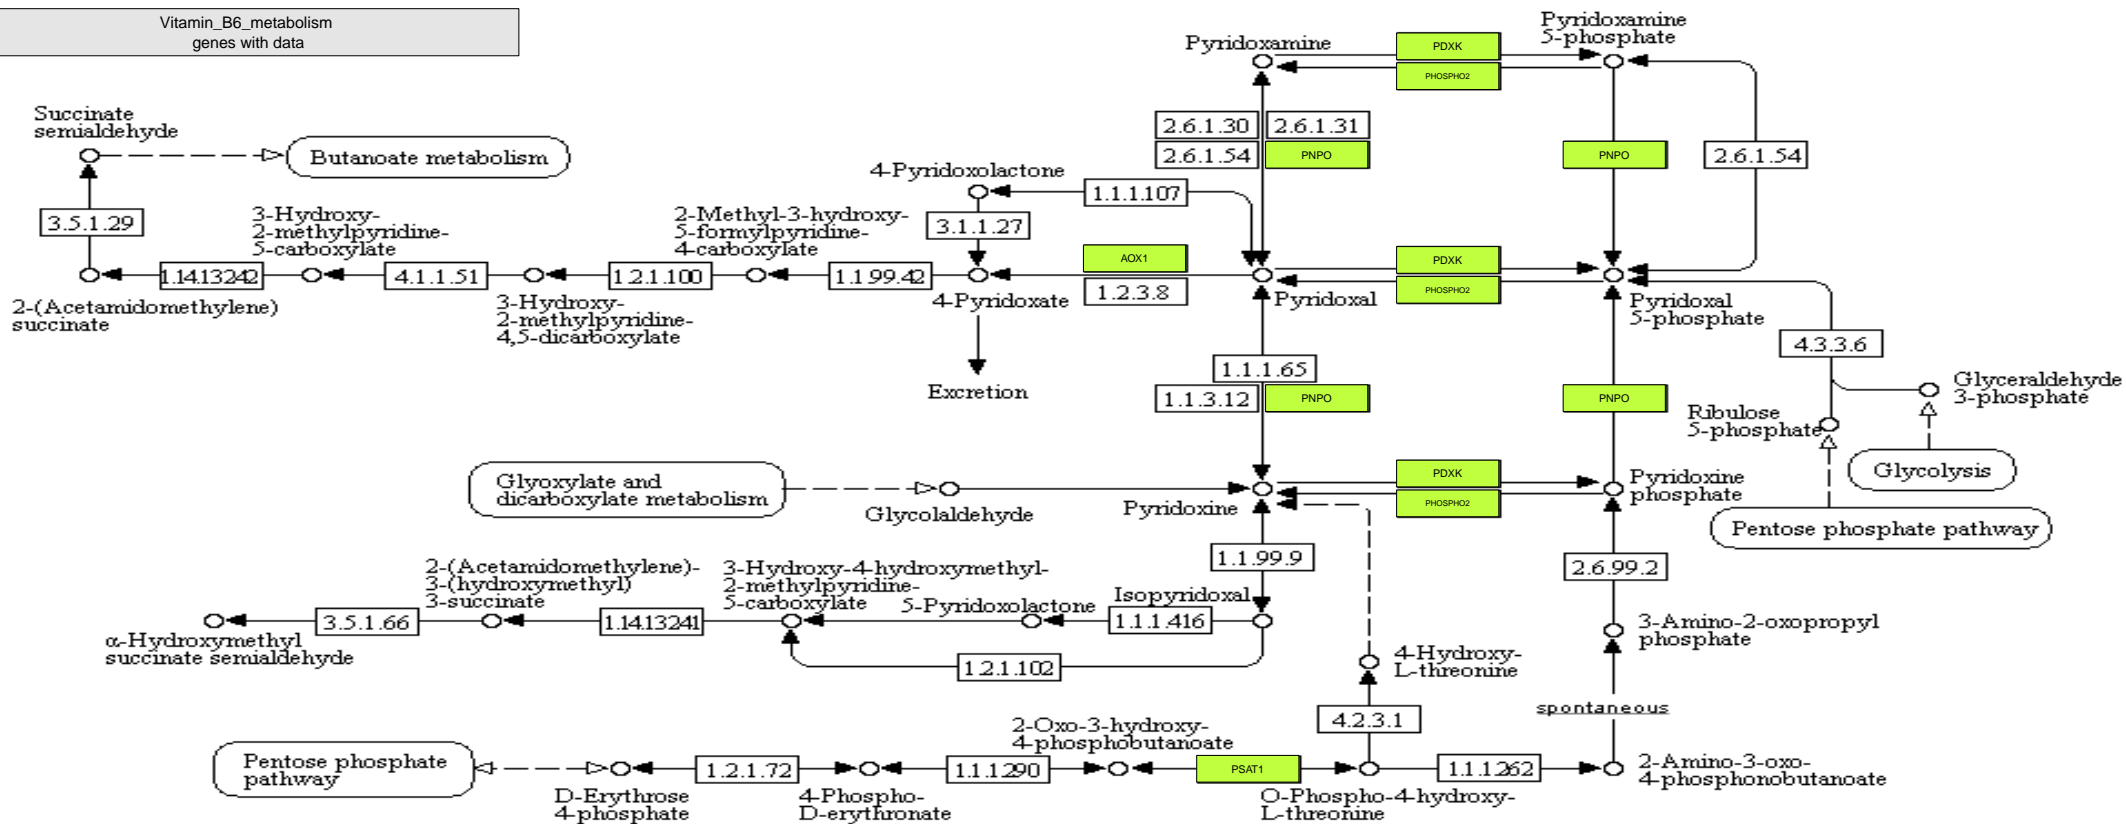 Vitamin_B6_metabolism
genes with data
Pyridoxamine
PDXK
PHOSPHO2
Pyridoxamine
5-phosphate
Succinate
semialdehyde
Butanoate metabolism
2.6.1.30
2.6.1.31
2.6.1.54
PNPO
PNPO
2.6.1.54
4-Pyridoxolactone
1.1.1.107
3.5.1.29
3-Hydroxy-
2-methylpyridine-
5-carboxylate
2-Methyl-3-hydroxy-
5-formylpyridine-
4-carboxylate
3.1.1.27
1.14.13.242
4.1.1.51
1.2.1.100
1.1.99.42
AOX1
1.2.3.8
PDXK
PHOSPHO2
2-(Acetamidomethylene)
succinate
3-Hydroxy-
2-methylpyridine-
4,5-dicarboxylate
4-Pyridoxate
Pyridoxal
Pyridoxal
5-phosphate
4.3.3.6
1.1.1.65
1.1.3.12
PNPO
PNPO
Excretion
Glyceraldehyde
3-phosphate
Ribulose
5-phosphate
Glycolysis
Glyoxylate and
dicarboxylate metabolism
Glycolaldehyde
Pyridoxine
PDXK
PHOSPHO2
Pyridoxine
phosphate
Pentose phosphate pathway
1.1.99.9
2.6.99.2
2-(Acetamidomethylene)-
3-(hydroxymethyl)
3-succinate
3-Hydroxy-4-hydroxymethyl-
2-methylpyridine-
5-carboxylate
5-Pyridoxolactone
Isopyridoxal
3.5.1.66
1.14.13.241
1.1.1.416
α-Hydroxymethyl
succinate semialdehyde
1.2.1.102
4-Hydroxy-
L-threonine
3-Amino-2-oxopropyl
phosphate
4.2.3.1
spontaneous
2-Oxo-3-hydroxy-
4-phosphobutanoate
Pentose phosphate
pathway
1.2.1.72
1.1.1.290
PSAT1
1.1.1.262
D-Erythrose
4-phosphate
4-Phospho-
D-erythronate
O-Phospho-4-hydroxy-
L-threonine
2-Amino-3-oxo-
4-phosphonobutanoate